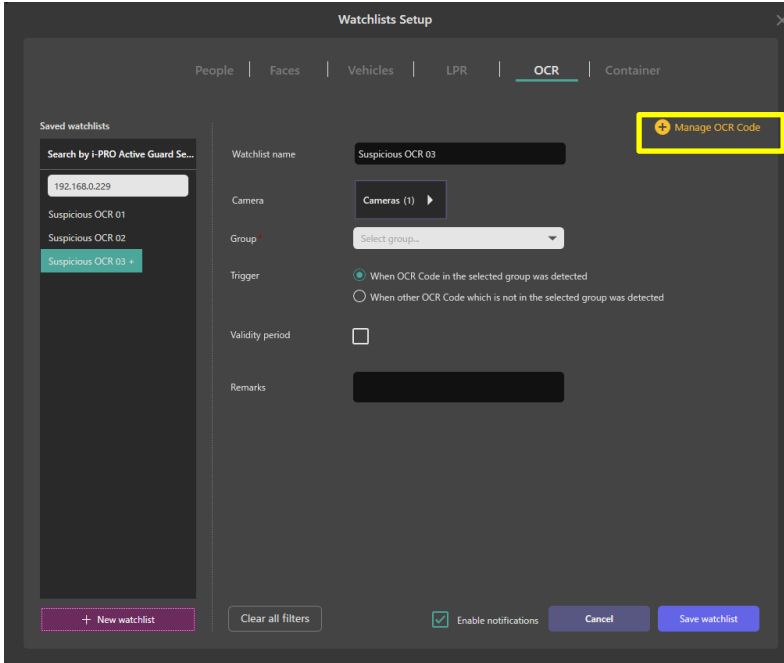 Watchlists Setup
People
Faces
Vehicles
LPR
OCR
Container
Saved watchlists
+ Manage OCR Code
Search by i-PRO Active Guard Se...
192.168.0.229
Suspicious OCR 01
Suspicious OCR 02
Suspicious OCR 03 +
Watchlist name
Suspicious OCR 03
Camera
Cameras (1)
Group*
Select group...
Trigger
When OCR Code in the selected group was detected
When other OCR Code which is not in the selected group was detected
Validity period
Remarks
+ New watchlist
Clear all filters
Enable notifications
Cancel
Save watchlist